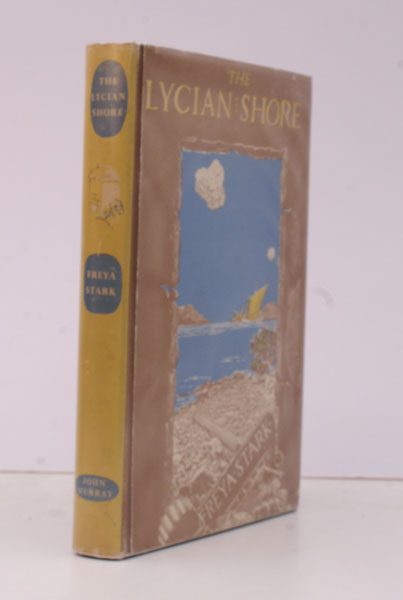 THE
LYCIAN
SHORE
FREYA
STARK
JOHN
MURRAY
THE
LYCIAN SHORE
FREYA STARK